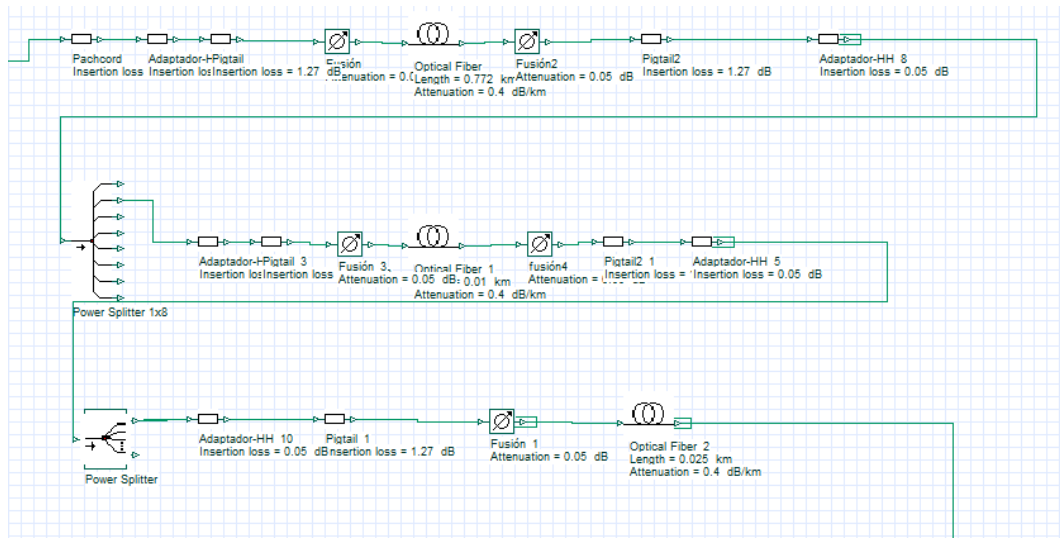 Pachcord
Insertion loss
Adaptador-H
Insertion los
Pigtail
Insertion loss = 1.27 dB
Fusión
Attenuation = 0.0
Optical Fiber
Length = 0.772 km
Attenuation = 0.4 dB/km
Fusión2
Attenuation = 0.05 dB
Pigtail2
Insertion loss = 1.27 dB
Adaptador-HH 8
Insertion loss = 0.05 dB
Power Splitter 1x8
Adaptador-H
Insertion los
Pigtail 3
Insertion loss
Fusión 3
Attenuation = 0.05 dB
Optical Fiber 1
0.01 km
Attenuation = 0.4 dB/km
fusión4
Attenuation =
Pigtail2 1
Insertion loss =
Adaptador-HH 5
Insertion loss = 0.05 dB
Power Splitter
Adaptador-HH 10
Insertion loss = 0.05 dB
Pigtail 1
Insertion loss = 1.27 dB
Fusión 1
Attenuation = 0.05 dB
Optical Fiber 2
Length = 0.025 km
Attenuation = 0.4 dB/km